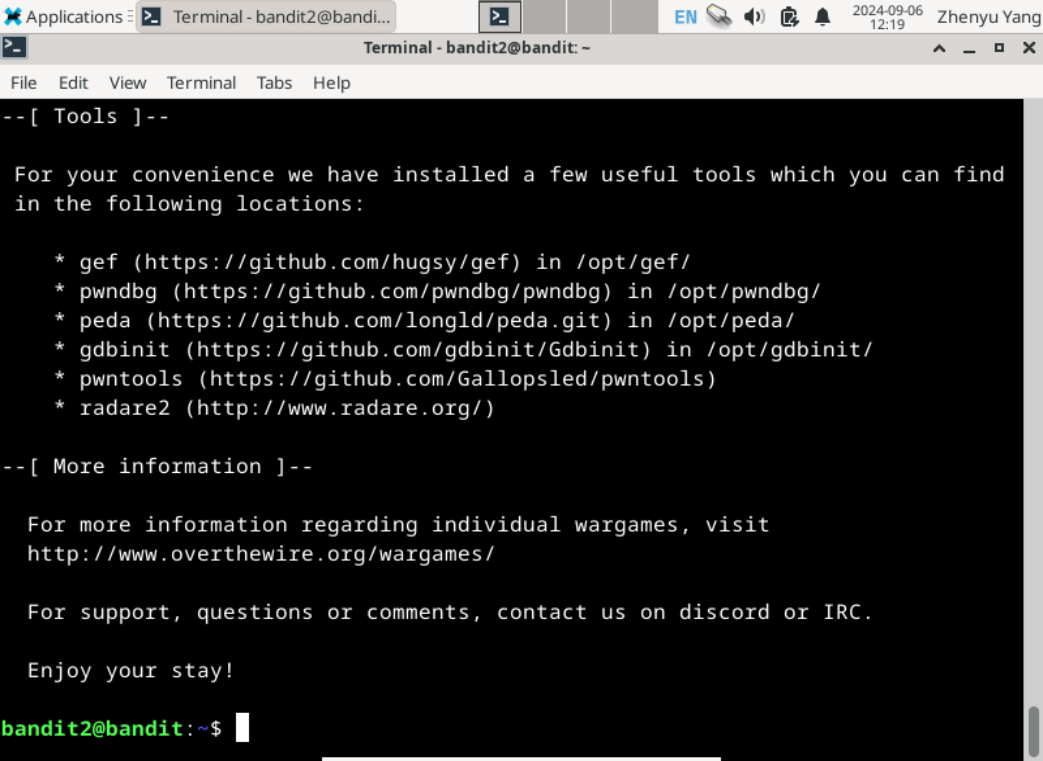 Applications Terminal - bandit2@bandi... EN 2024-09-06 12:19 Zhenyu Yang
Terminal - bandit2@bandit: ~
File Edit View Terminal Tabs Help
--[ Tools ]--
For your convenience we have installed a few useful tools which you can find
in the following locations:
* gef (https://github.com/hugsy/gef) in /opt/gef/
* pwndbg (https://github.com/pwndbg/pwndbg) in /opt/pwndbg/
* peda (https://github.com/longld/peda.git) in /opt/peda/
* gdbinit (https://github.com/gdbinit/Gdbinit) in /opt/gdbinit/
* pwntools (https://github.com/Gallopsled/pwntools)
* radare2 (http://www.radare.org/)
--[ More information ]--
For more information regarding individual wargames, visit
http://www.overthewire.org/wargames/
For support, questions or comments, contact us on discord or IRC.
Enjoy your stay!
bandit2@bandit:~$